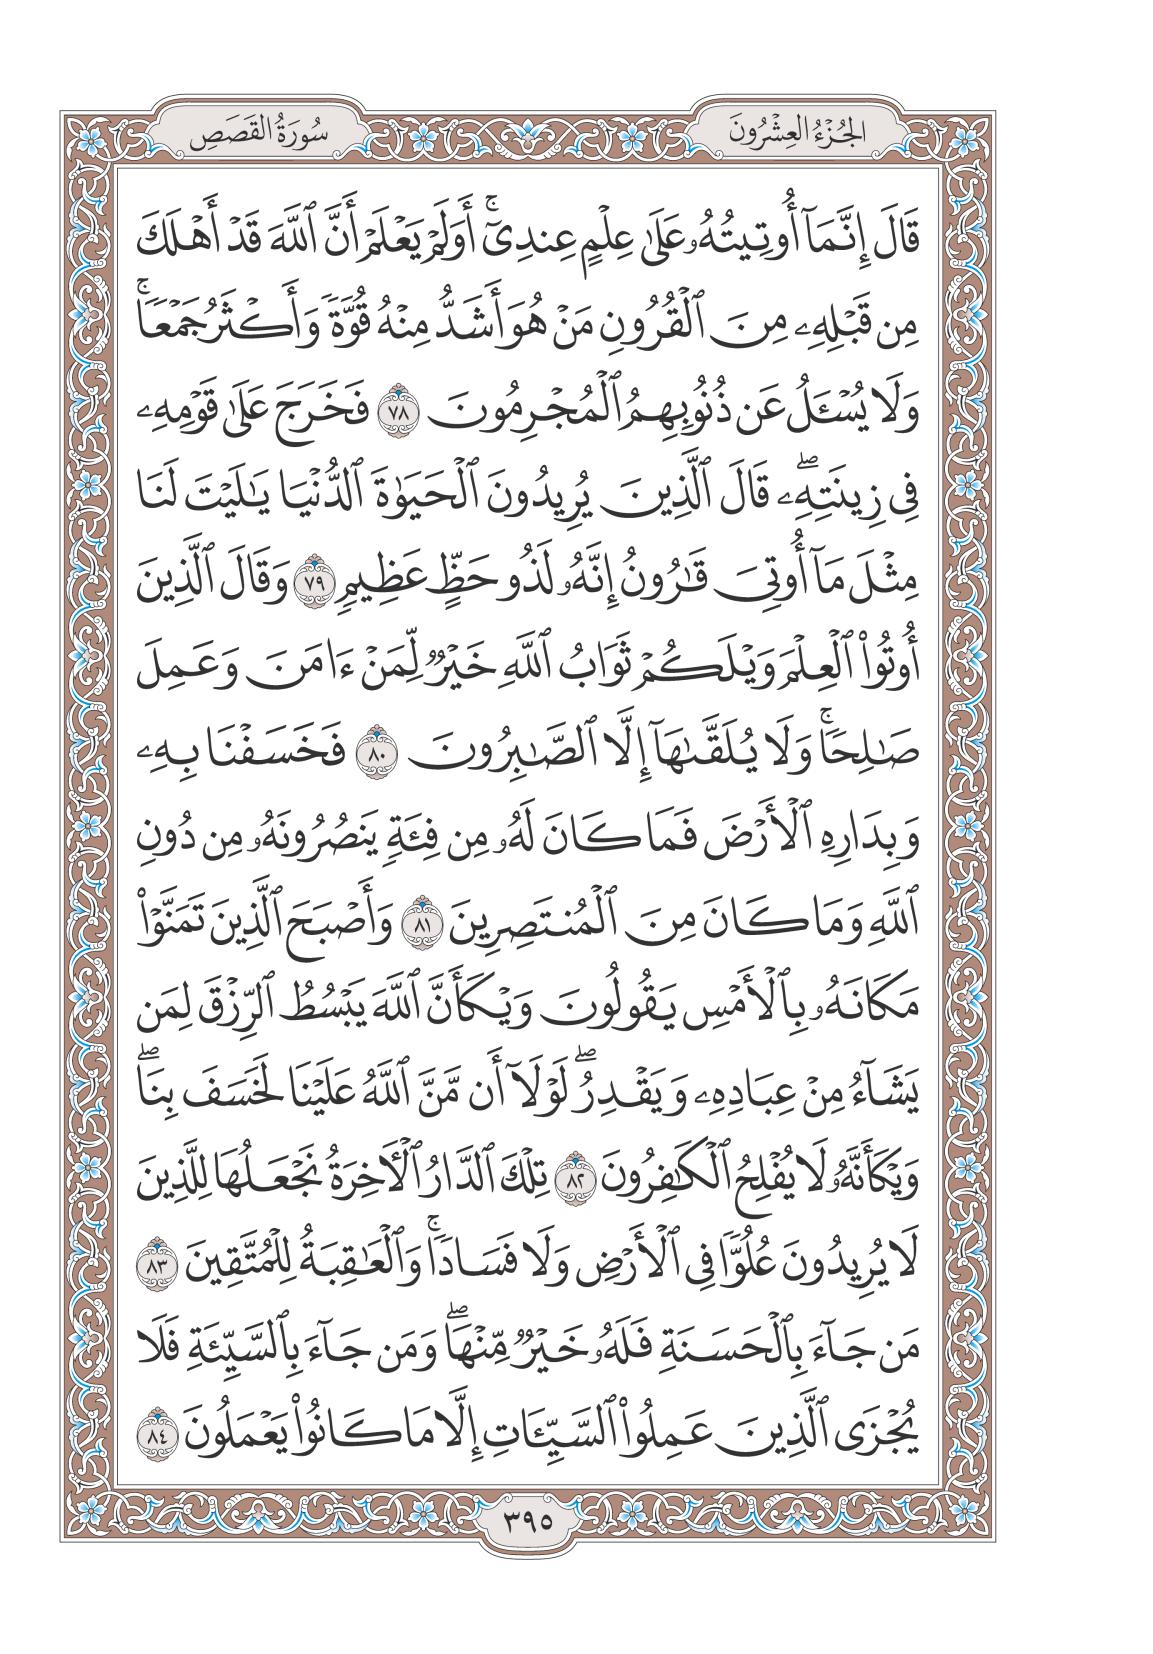 الجُزْءُ العِشْرُونَ
سُورَةُ القَصَصِ
قَالَ إِنَّمَآ أُوتِيتُهُۥ عَلَىٰ عِلْمٍ عِندِىٓۚ أَوَلَمْ يَعْلَمْ أَنَّ ٱللَّهَ قَدْ أَهْلَكَ
مِن قَبْلِهِۦ مِنَ ٱلْقُرُونِ مَنْ هُوَ أَشَدُّ مِنْهُ قُوَّةً وَأَكْثَرُ جَمْعًاۚ
وَلَا يُسْـَٔلُ عَن ذُنُوبِهِمُ ٱلْمُجْرِمُونَ ٧٨ فَخَرَجَ عَلَىٰ قَوْمِهِۦ
فِى زِينَتِهِۦۖ قَالَ ٱلَّذِينَ يُرِيدُونَ ٱلْحَيَوٰةَ ٱلدُّنْيَا يَـٰلَيْتَ لَنَا
مِثْلَ مَآ أُوتِىَ قَـٰرُونُ إِنَّهُۥ لَذُو حَظٍّ عَظِيمٍ ٧٩ وَقَالَ ٱلَّذِينَ
أُوتُوا۟ ٱلْعِلْمَ وَيْلَكُمْ ثَوَابُ ٱللَّهِ خَيْرٌ لِّمَنْ ءَامَنَ وَعَمِلَ
صَـٰلِحًاۚ وَلَا يُلَقَّىٰهَآ إِلَّا ٱلصَّـٰبِرُونَ ٨٠ فَخَسَفْنَا بِهِۦ
وَبِدَارِهِ ٱلْأَرْضَ فَمَا كَانَ لَهُۥ مِن فِئَةٍ يَنصُرُونَهُۥ مِن دُونِ
ٱللَّهِ وَمَا كَانَ مِنَ ٱلْمُنتَصِرِينَ ٨١ وَأَصْبَحَ ٱلَّذِينَ تَمَنَّوْا۟
مَكَانَهُۥ بِٱلْأَمْسِ يَقُولُونَ وَيْكَأَنَّ ٱللَّهَ يَبْسُطُ ٱلرِّزْقَ لِمَن
يَشَآءُ مِنْ عِبَادِهِۦ وَيَقْدِرُۖ لَوْلَآ أَن مَّنَّ ٱللَّهُ عَلَيْنَا لَخَسَفَ بِنَاۖ
وَيْكَأَنَّهُۥ لَا يُفْلِحُ ٱلْكَـٰفِرُونَ ٨٢ تِلْكَ ٱلدَّارُ ٱلْـَٔاخِرَةُ نَجْعَلُهَا لِلَّذِينَ
لَا يُرِيدُونَ عُلُوًّا فِى ٱلْأَرْضِ وَلَا فَسَادًاۚ وَٱلْعَـٰقِبَةُ لِلْمُتَّقِينَ ٨٣
مَن جَآءَ بِٱلْحَسَنَةِ فَلَهُۥ خَيْرٌ مِّنْهَاۖ وَمَن جَآءَ بِٱلسَّيِّئَةِ فَلَا
يُجْزَى ٱلَّذِينَ عَمِلُوا۟ ٱلسَّيِّـَٔاتِ إِلَّا مَا كَانُوا۟ يَعْمَلُونَ ٨٤
٣٩٥